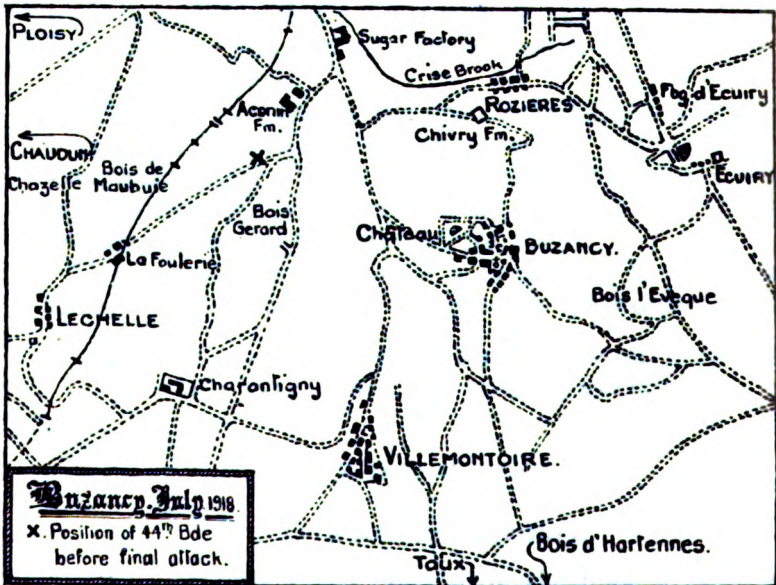 PLOISY
Sugar Factory
Crise Brook
Aconin
Fm.
ROZIERES
Fbg d'Ecuiry
Chivry Fm.
CHAUDUN
Chazelle
Bois de
Maubuie
ECUIRY
Bois
Gerard
Château
BUZANCY.
La Foulerie
Bois l'Eveque
LECHELLE
Charantigny
VILLEMONTOIRE.
Buzancy. July 1918.
X. Position of 44th Bde
before final attack.
Taux
Bois d'Hartennes.